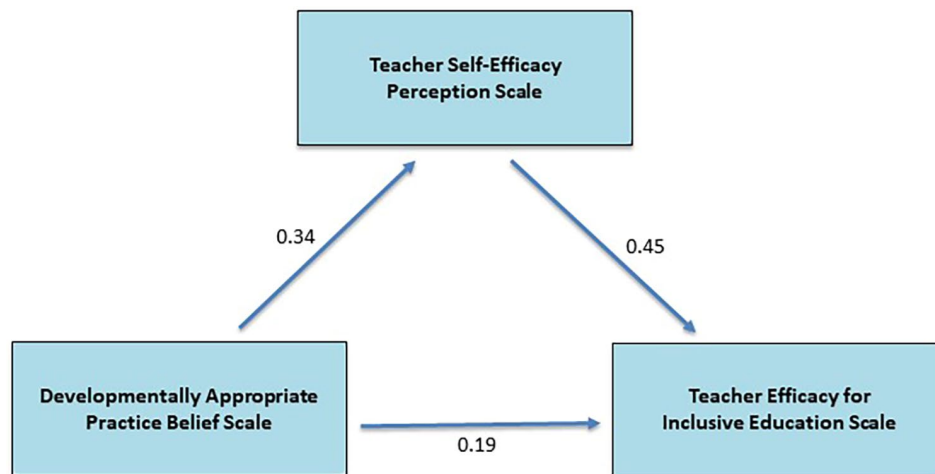 Teacher Self-Efficacy
Perception Scale
0.34
0.45
Developmentally Appropriate
Practice Belief Scale
0.19
Teacher Efficacy for
Inclusive Education Scale